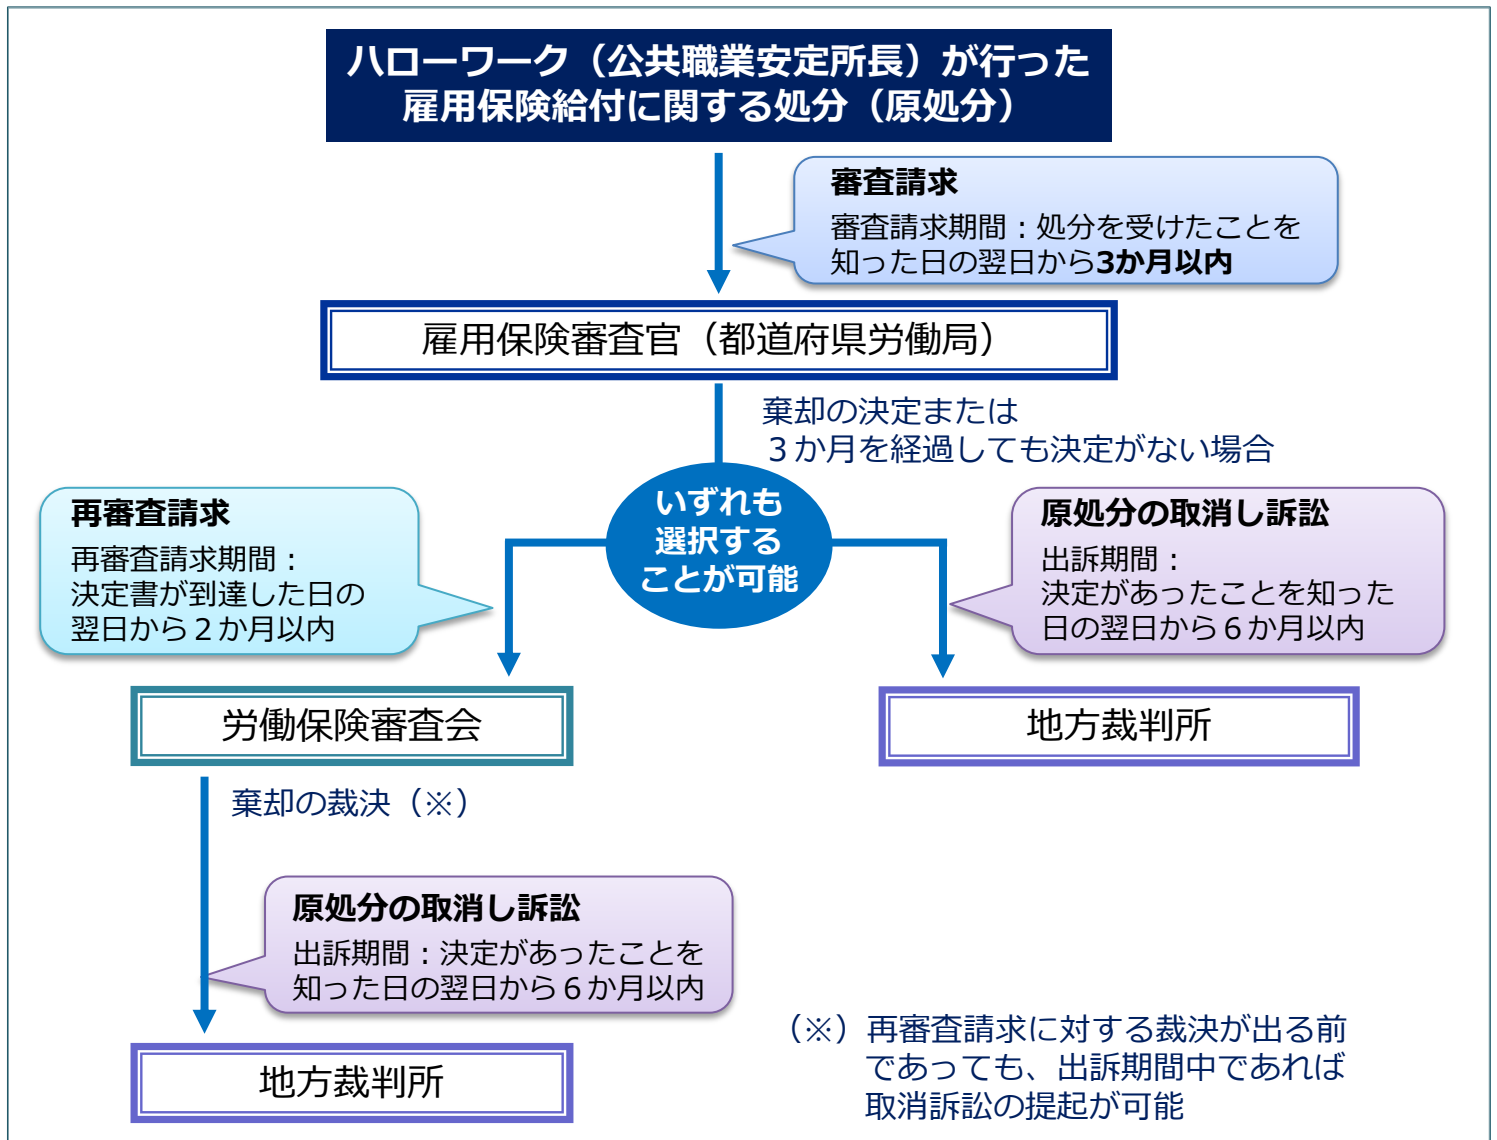 ハローワーク（公共職業安定所長）が行った
雇用保険給付に関する処分（原処分）
審査請求
審査請求期間：処分を受けたことを
知った日の翌日から3か月以内
雇用保険審査官（都道府県労働局）
棄却の決定または
３か月を経過しても決定がない場合
いずれも
選択する
ことが可能
再審査請求
再審査請求期間：
決定書が到達した日の
翌日から２か月以内
原処分の取消し訴訟
出訴期間：
決定があったことを知った
日の翌日から６か月以内
労働保険審査会
地方裁判所
棄却の裁決（※）
原処分の取消し訴訟
出訴期間：決定があったことを
知った日の翌日から６か月以内
地方裁判所
（※）再審査請求に対する裁決が出る前
であっても、出訴期間中であれば
取消訴訟の提起が可能